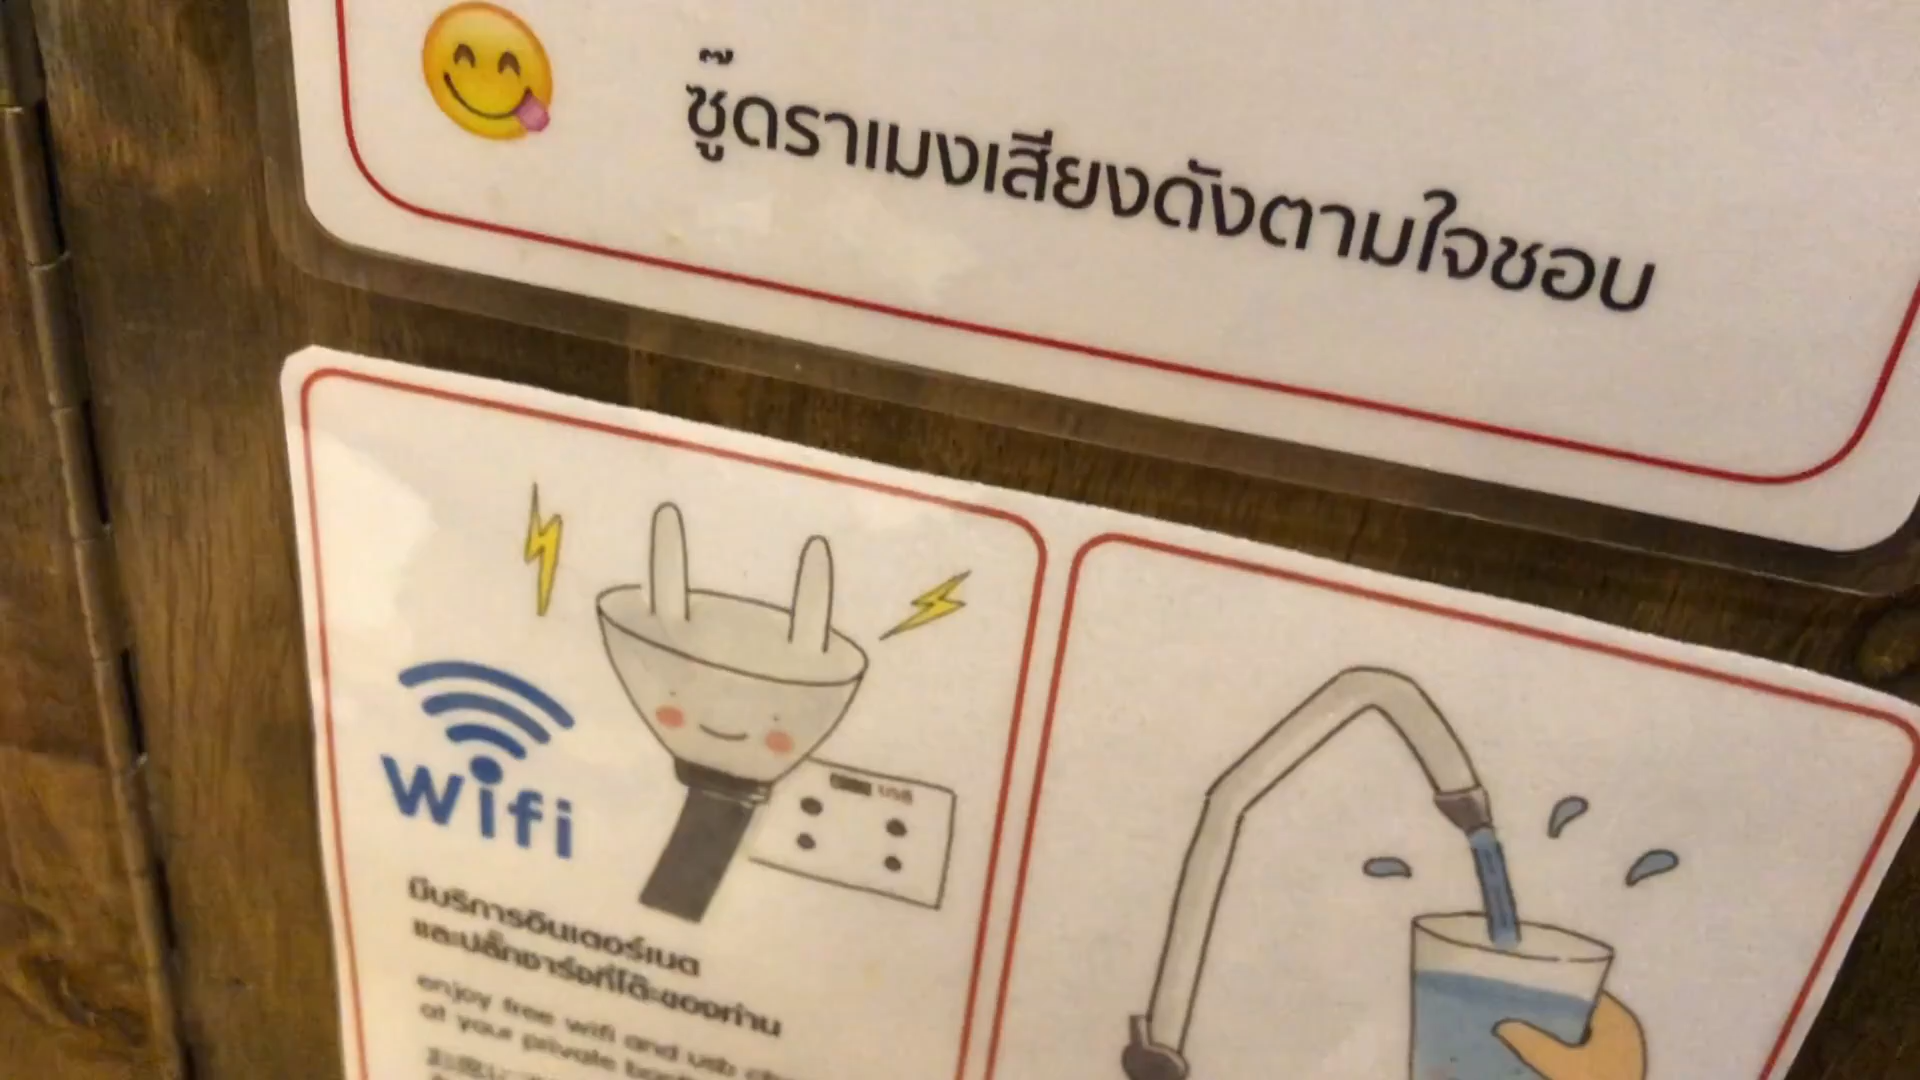 ซู๊ดราเมงเสียงดังตามใจชอบ
wifi
USB
มีบริการอินเตอร์เนต
และปลั๊กชาร์จที่โต๊ะของท่าน
enjoy free wifi and usb
at your private